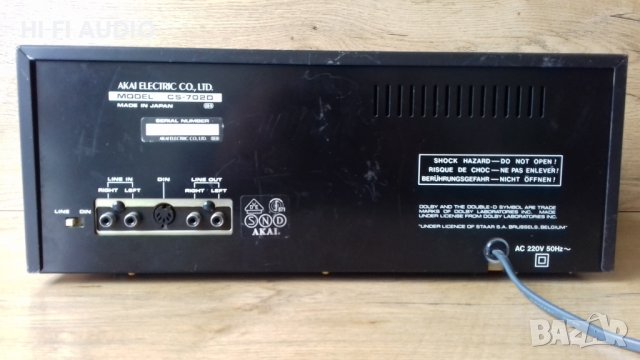 HI FI AUDIO
AKAI ELECTRIC CO., LTD.
MODEL CS-702D
MADE IN JAPAN
SERIAL NUMBER
AKAI ELECTRIC CO., LTD.
LINE IN DIN LINE OUT
RIGHT LEFT RIGHT LEFT
LINE DIN
S N D
AKAI
SHOCK HAZARD — DO NOT OPEN!
RISQUE DE CHOC — NE PAS ENLEVER!
BERÜHRUNGSGEFAHR — NICHT ÖFFNEN!
DOLBY AND THE DOUBLE-D SYMBOL ARE TRADE
MARKS OF DOLBY LABORATORIES INC. MADE
UNDER LICENSE FROM DOLBY LABORATORIES INC.
"UNDER LICENCE OF STAAR S.A. BRUSSELS, BELGIUM"
AC 220V 50Hz~
BAZAR